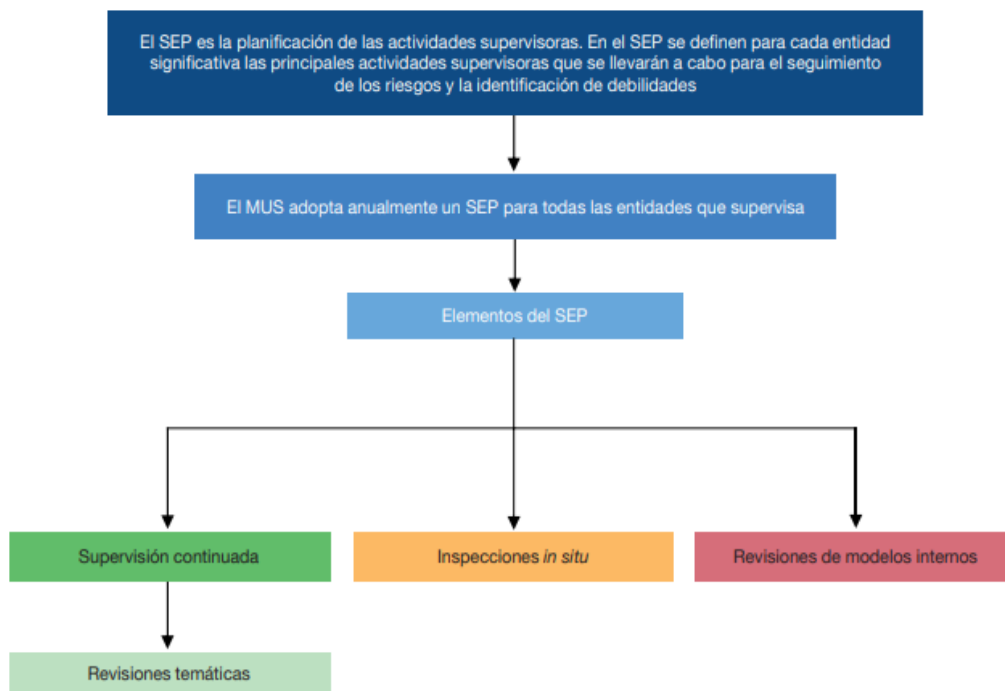 El SEP es la planificación de las actividades supervisoras. En el SEP se definen para cada entidad
significativa las principales actividades supervisoras que se llevarán a cabo para el seguimiento
de los riesgos y la identificación de debilidades
El MUS adopta anualmente un SEP para todas las entidades que supervisa
Elementos del SEP
Supervisión continuada
Inspecciones in situ
Revisiones de modelos internos
Revisiones temáticas